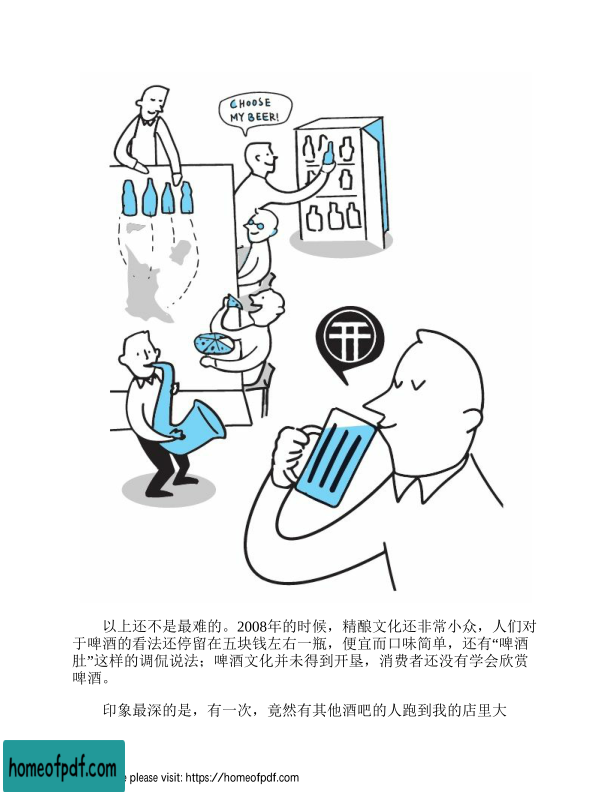 CHOOSE
MY BEER!
开
以上还不是最难的。2008年的时候，精酿文化还非常小众，人们对
于啤酒的看法还停留在五块钱左右一瓶，便宜而口味简单，还有“啤酒
肚”这样的调侃说法；啤酒文化并未得到开垦，消费者还没有学会欣赏
啤酒。
印象最深的是，有一次，竟然有其他酒吧的人跑到我的店里大
homeofpdf.com
e please visit: https://homeofpdf.com